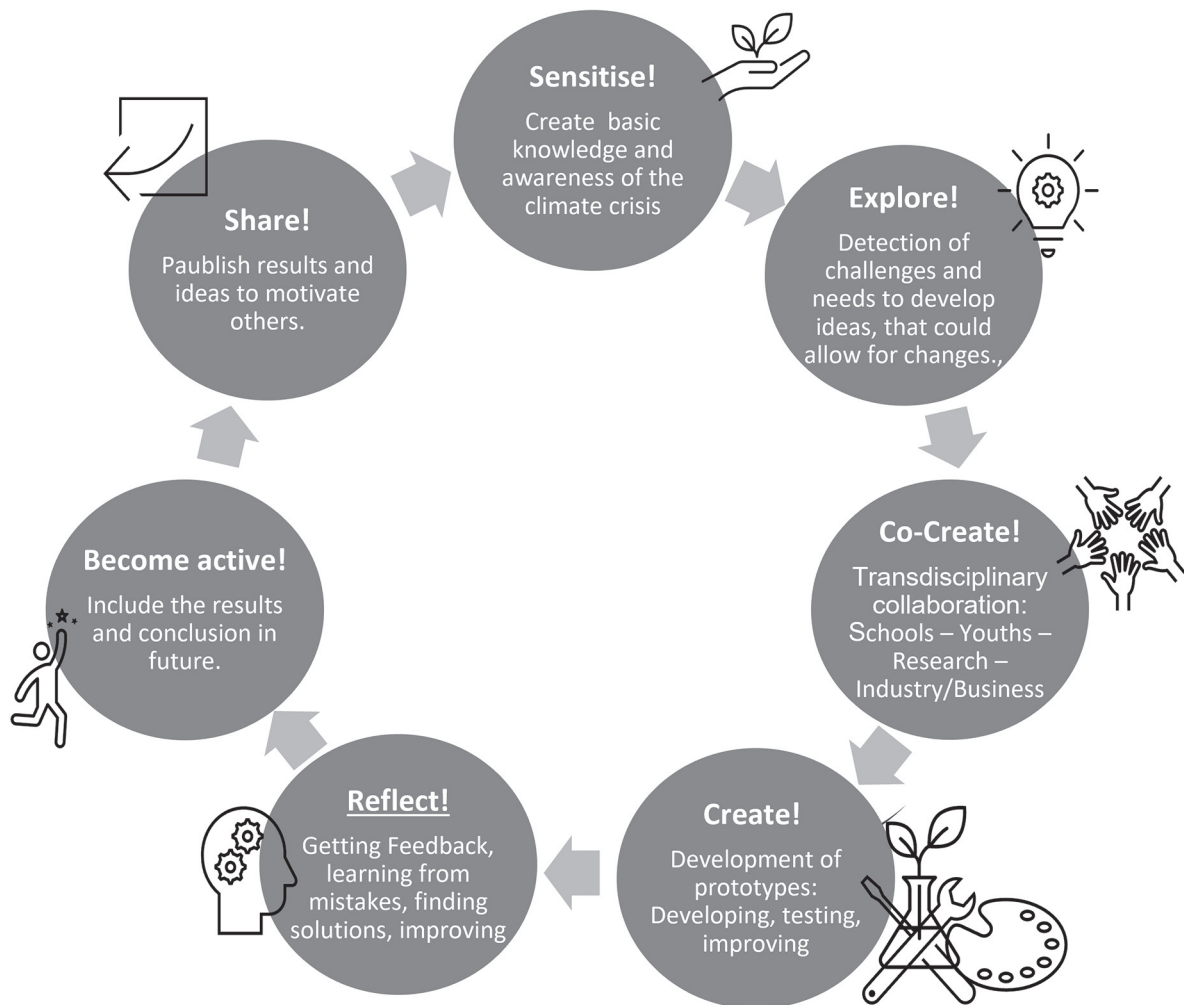 Sensitise!
Create basic
knowledge and
awareness of the
climate crisis
Explore!
Detection of
challenges and
needs to develop
ideas, that could
allow for changes.,
Co-Create!
Transdisciplinary
collaboration:
Schools – Youths –
Research –
Industry/Business
Create!
Development of
prototypes:
Developing, testing,
improving
Reflect!
Getting Feedback,
learning from
mistakes, finding
solutions, improving
Become active!
Include the results
and conclusion in
future.
Share!
Paublish results and
ideas to motivate
others.